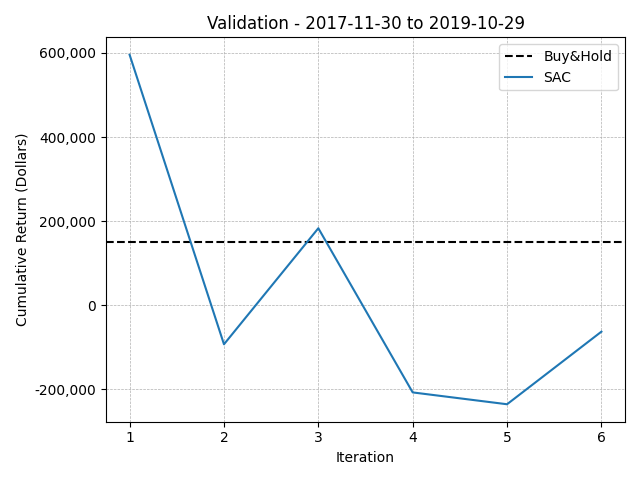 Validation - 2017-11-30 to 2019-10-29
Buy&Hold
SAC
Cumulative Return (Dollars)
600,000
400,000
200,000
0
-200,000
1 2 3 4 5 6
Iteration